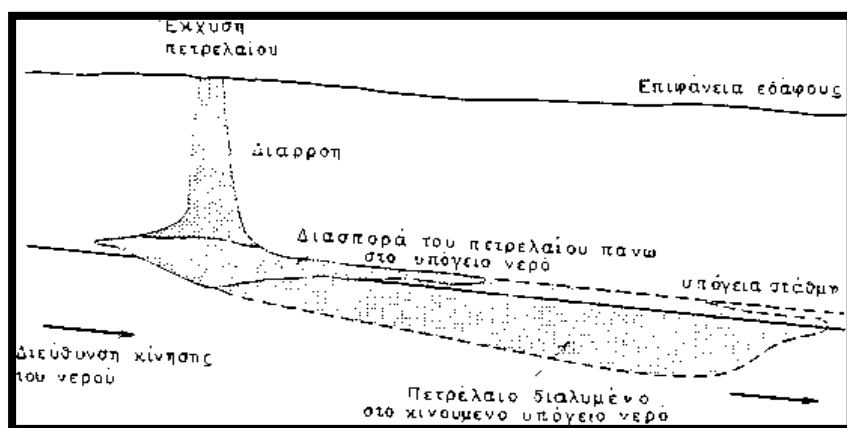 Έκχυση
πετρελαίου
Επιφάνεια εδάφους
Διαρροη
Διασπορά του πετρελαίου πανω
στο υπόγειο νερό
υπόγεια στάθμη
Διεύθυνση κίνησης
του νερού
Πετρέλαιο διαλυμένο
στο κινουμενο υπόγειο νερό